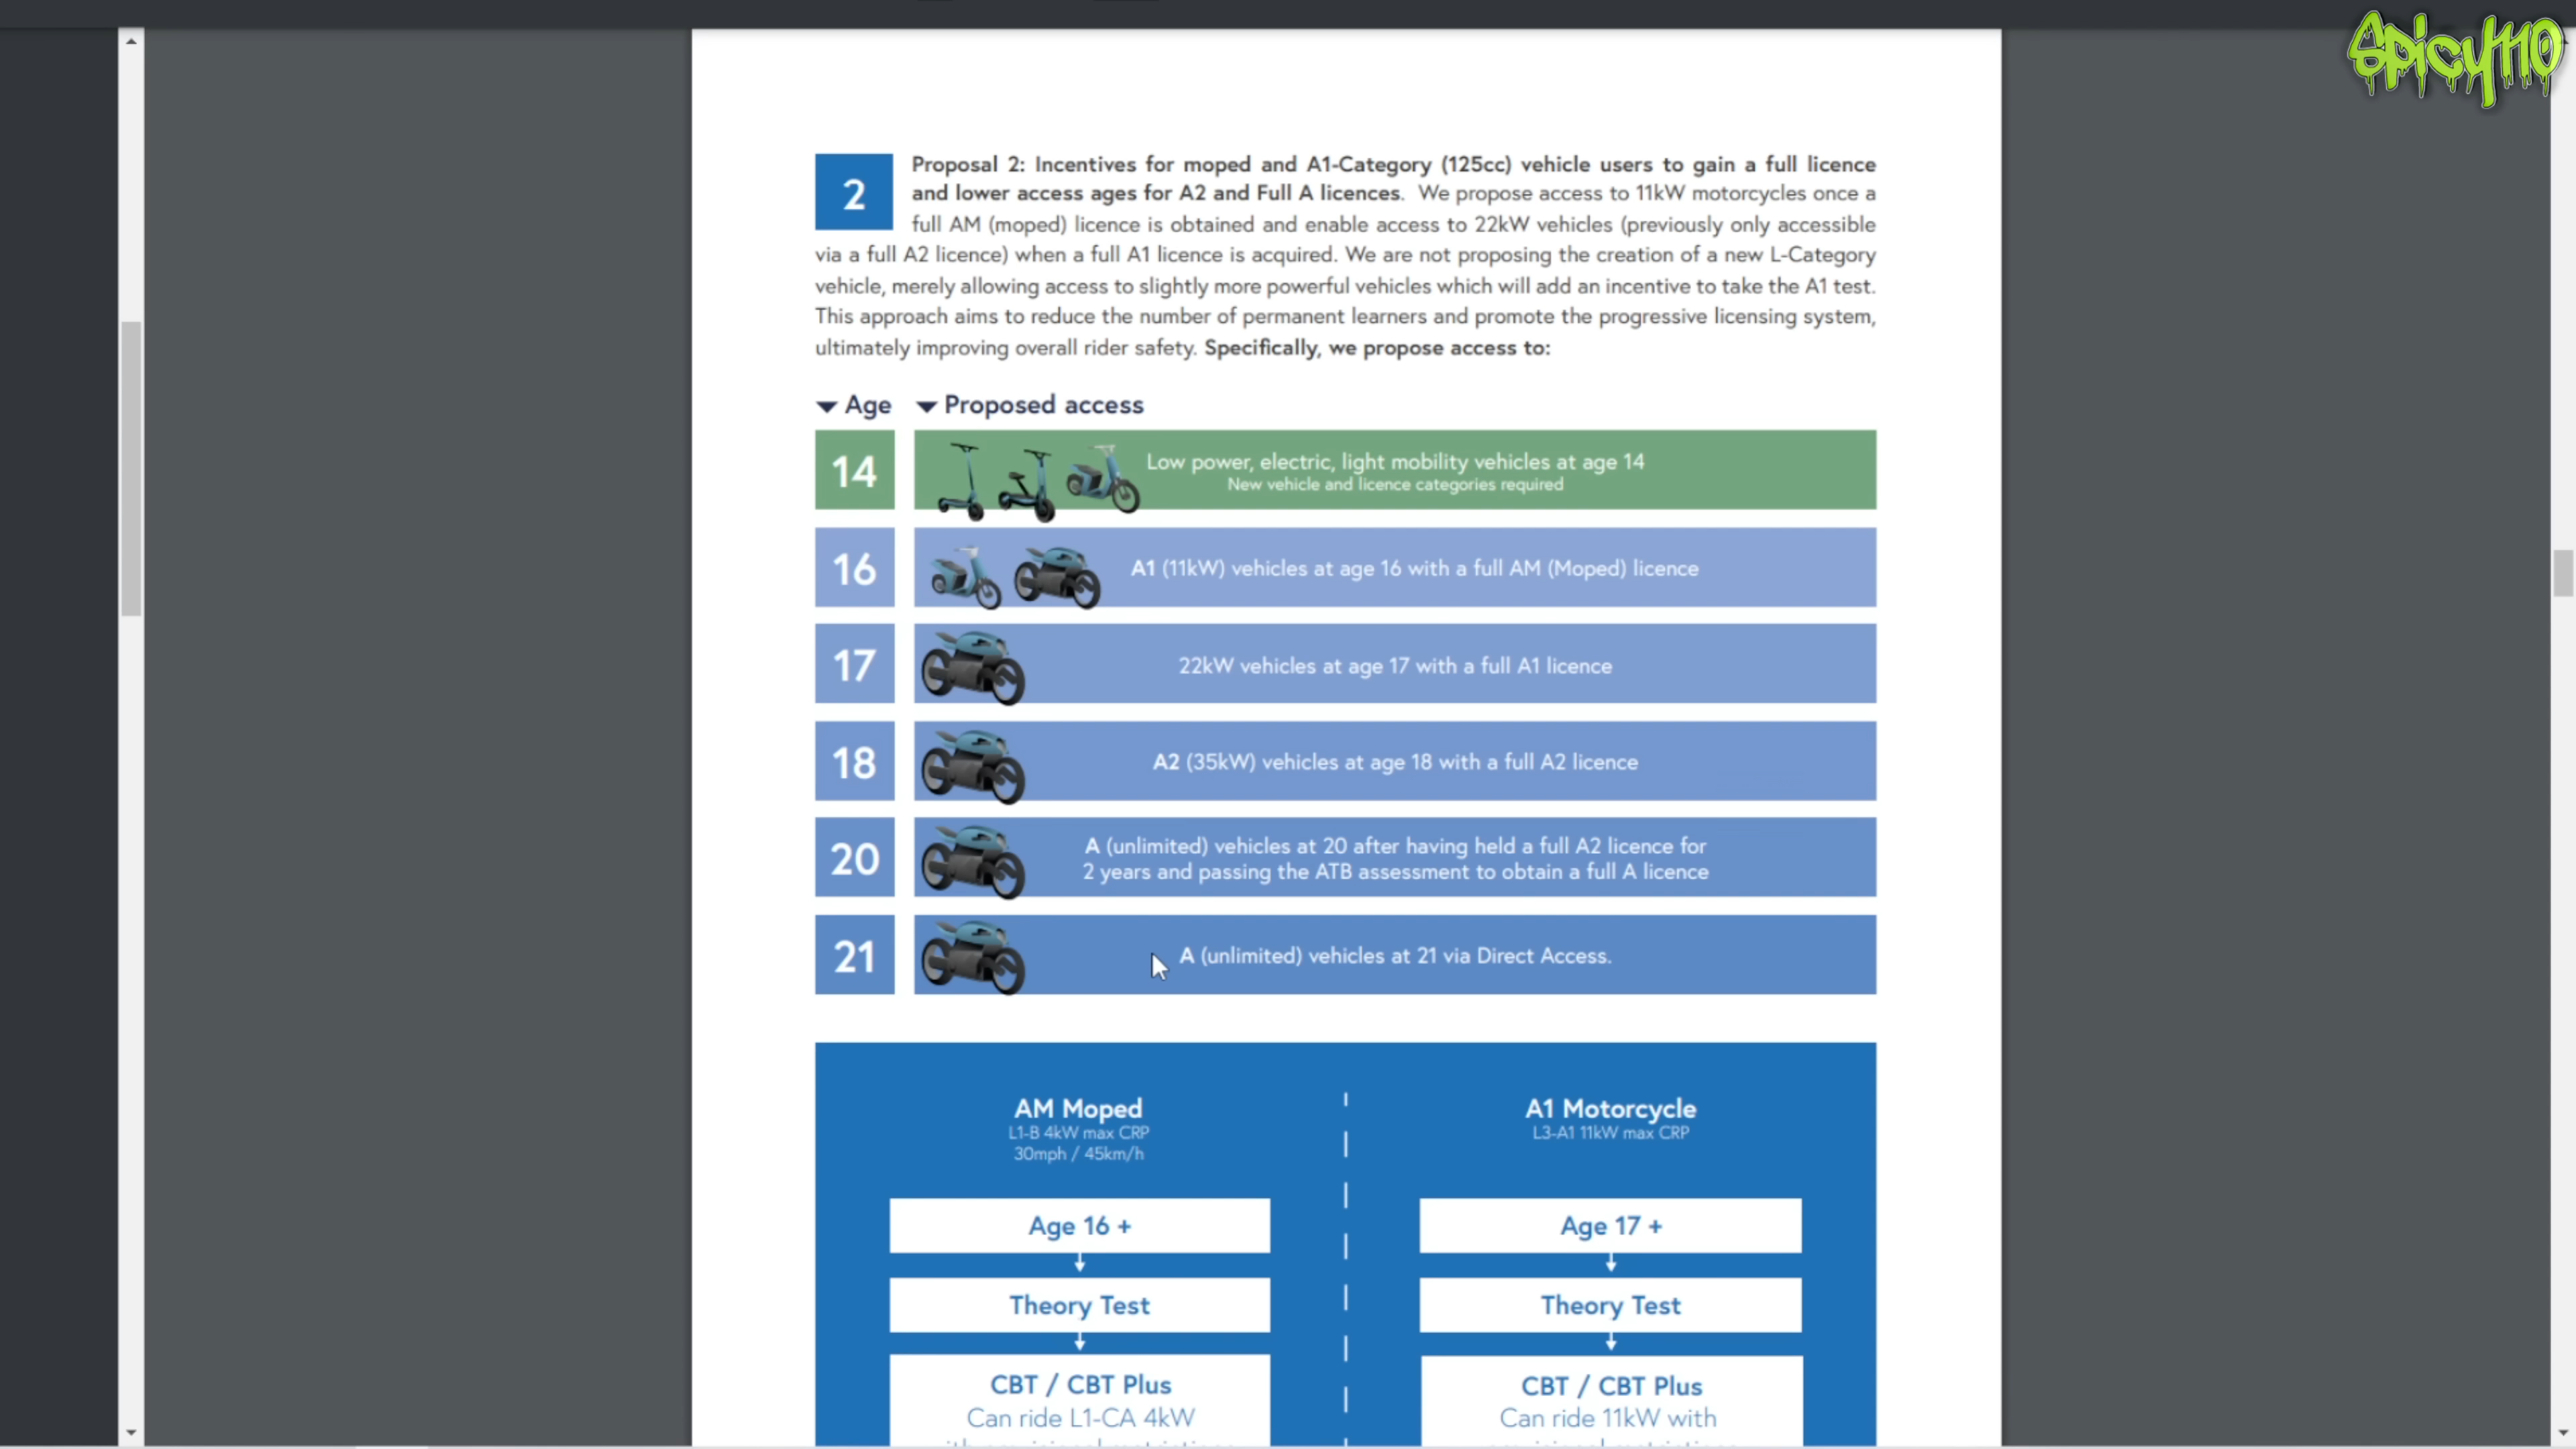 Spicy110
2
Proposal 2: Incentives for moped and A1-Category (125cc) vehicle users to gain a full licence
and lower access ages for A2 and Full A licences. We propose access to 11kW motorcycles once a
full AM (moped) licence is obtained and enable access to 22kW vehicles (previously only accessible
via a full A2 licence) when a full A1 licence is acquired. We are not proposing the creation of a new L-Category
vehicle, merely allowing access to slightly more powerful vehicles which will add an incentive to take the A1 test.
This approach aims to reduce the number of permanent learners and promote the progressive licensing system,
ultimately improving overall rider safety. Specifically, we propose access to:
Age Proposed access
14
Low power, electric, light mobility vehicles at age 14
New vehicle and licence categories required
16
A1 (11kW) vehicles at age 16 with a full AM (Moped) licence
17
22kW vehicles at age 17 with a full A1 licence
18
A2 (35kW) vehicles at age 18 with a full A2 licence
20
A (unlimited) vehicles at 20 after having held a full A2 licence for
2 years and passing the ATB assessment to obtain a full A licence
21
A (unlimited) vehicles at 21 via Direct Access.
AM Moped
L1-B 4kW max CRP
30mph / 45km/h
Age 16 +
Theory Test
CBT / CBT Plus
Can ride L1-CA 4kW
A1 Motorcycle
L3-A1 11kW max CRP
Age 17 +
Theory Test
CBT / CBT Plus
Can ride 11kW with